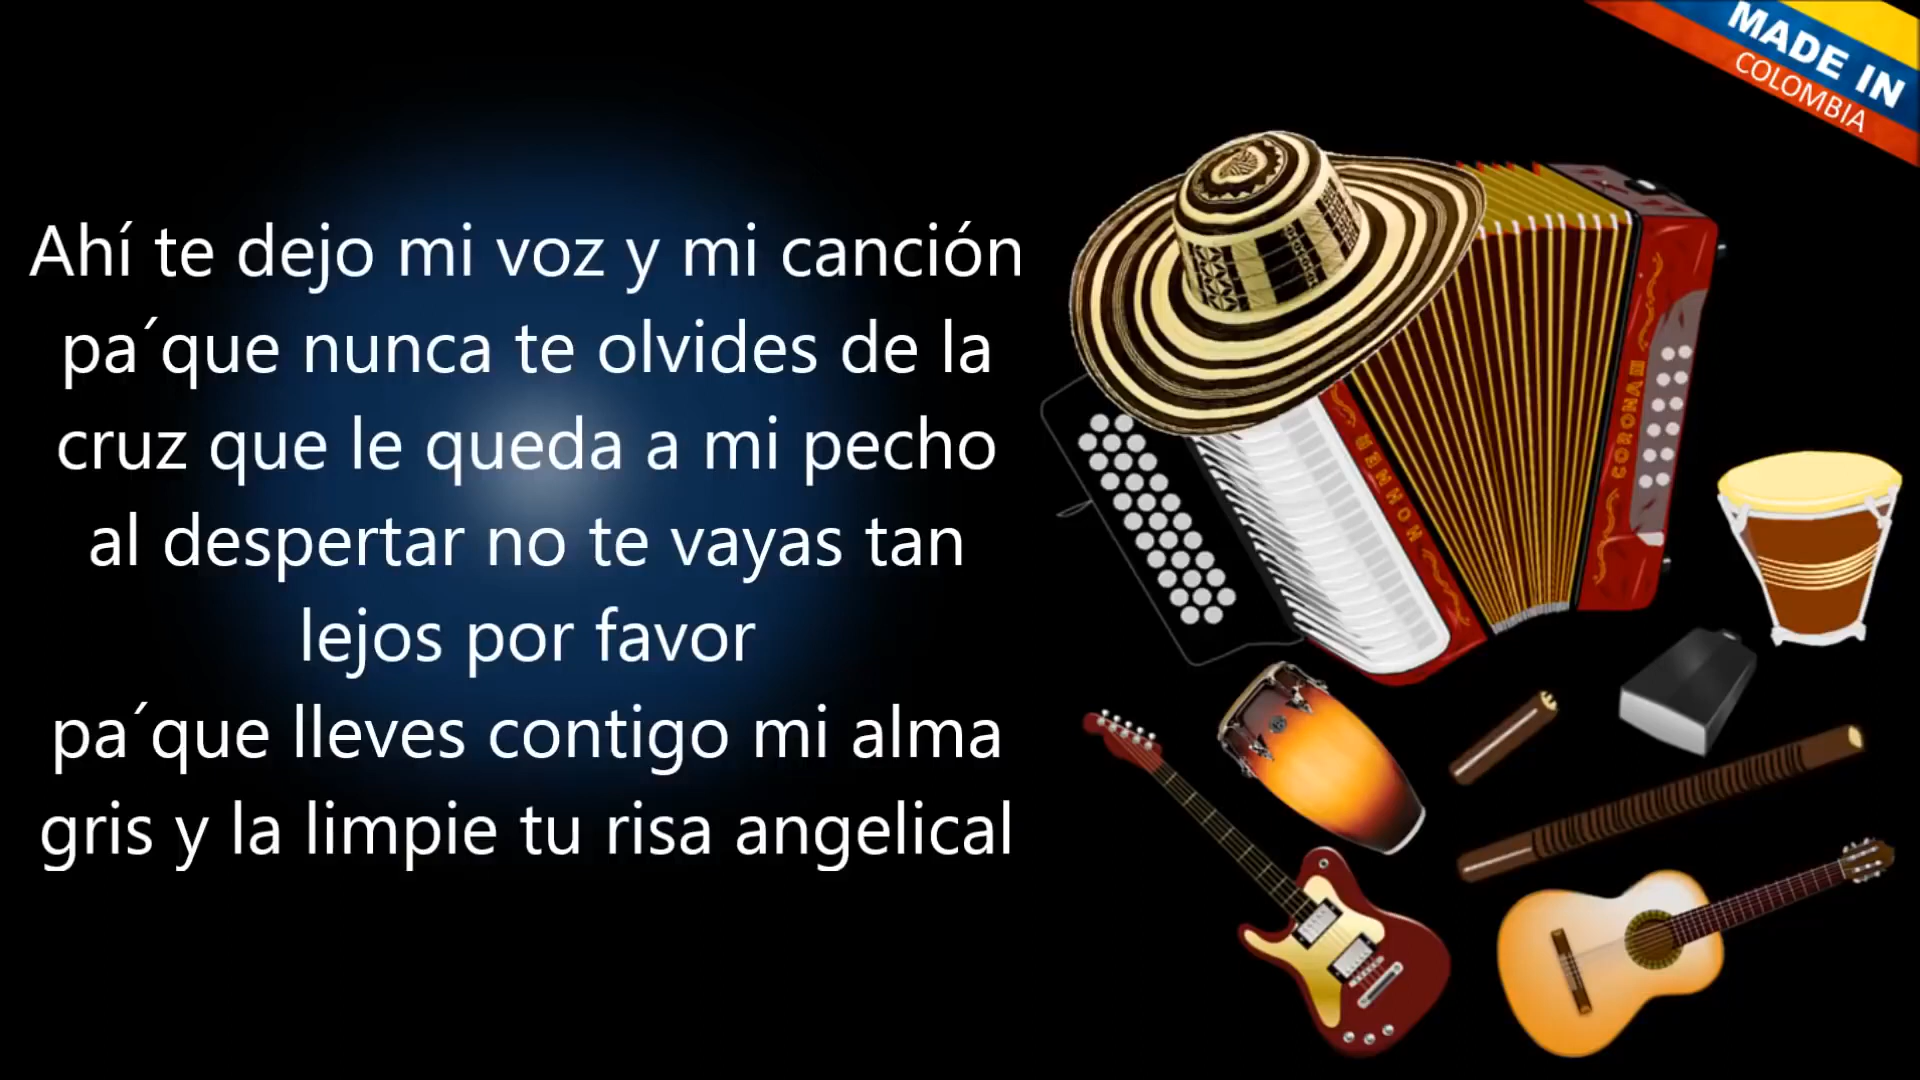 MADE IN
COLOMBIA
Ahí te dejo mi voz y mi canción
pa´que nunca te olvides de la
cruz que le queda a mi pecho
al despertar no te vayas tan
lejos por favor
pa´que lleves contigo mi alma
gris y la limpie tu risa angelical
HOHNER
CORONA III